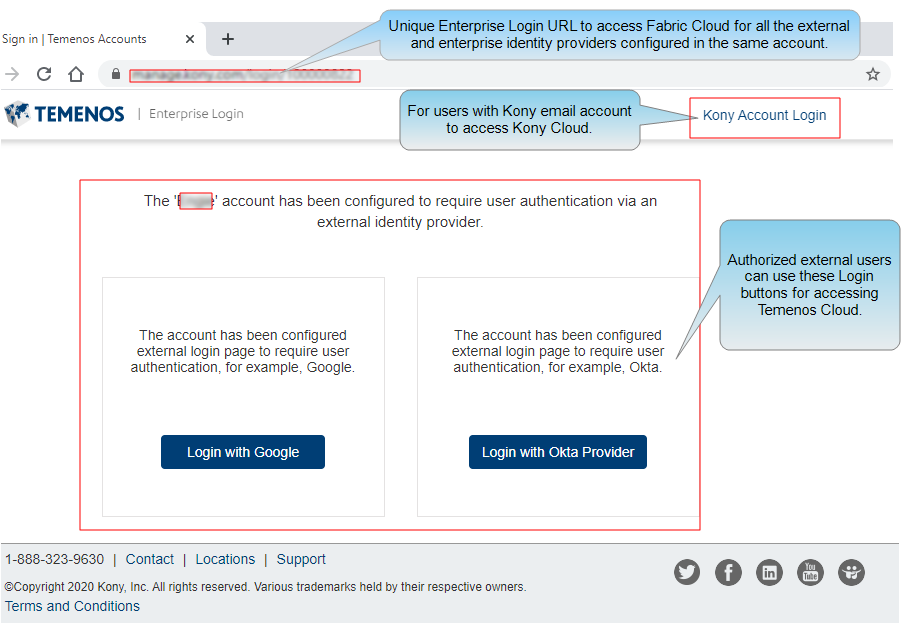 Unique Enterprise Login URL to access Fabric Cloud for all the external
and enterprise identity providers configured in the same account.
Sign in | Temenos Accounts
TEMENOS | Enterprise Login
For users with Kony email account
to access Kony Cloud.
Kony Account Login
The ' ' account has been configured to require user authentication via an
external identity provider.
Authorized external users
can use these Login
buttons for accessing
Temenos Cloud.
The account has been configured
external login page to require user
authentication, for example, Google.
Login with Google
The account has been configured
external login page to require user
authentication, for example, Okta.
Login with Okta Provider
1-888-323-9630 | Contact | Locations | Support
©Copyright 2020 Kony, Inc. All rights reserved. Various trademarks held by their respective owners.
Terms and Conditions
You
Tube